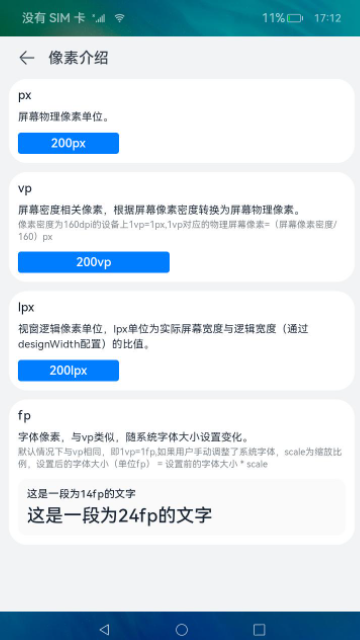 没有 SIM 卡
11%
17:12
像素介绍
px
屏幕物理像素单位。
200px
vp
屏幕密度相关像素，根据屏幕像素密度转换为屏幕物理像素。
像素密度为160dpi的设备上1vp=1px,1vp对应的物理屏幕像素=（屏幕像素密度/
160）px
200vp
lpx
视窗逻辑像素单位，lpx单位为实际屏幕宽度与逻辑宽度（通过
designWidth配置）的比值。
200lpx
fp
字体像素，与vp类似，随系统字体大小设置变化。
默认情况下与vp相同，即1vp=1fp,如果用户手动调整了系统字体，scale为缩放比
例，设置后的字体大小（单位fp） = 设置前的字体大小 * scale
这是一段为14fp的文字
这是一段为24fp的文字